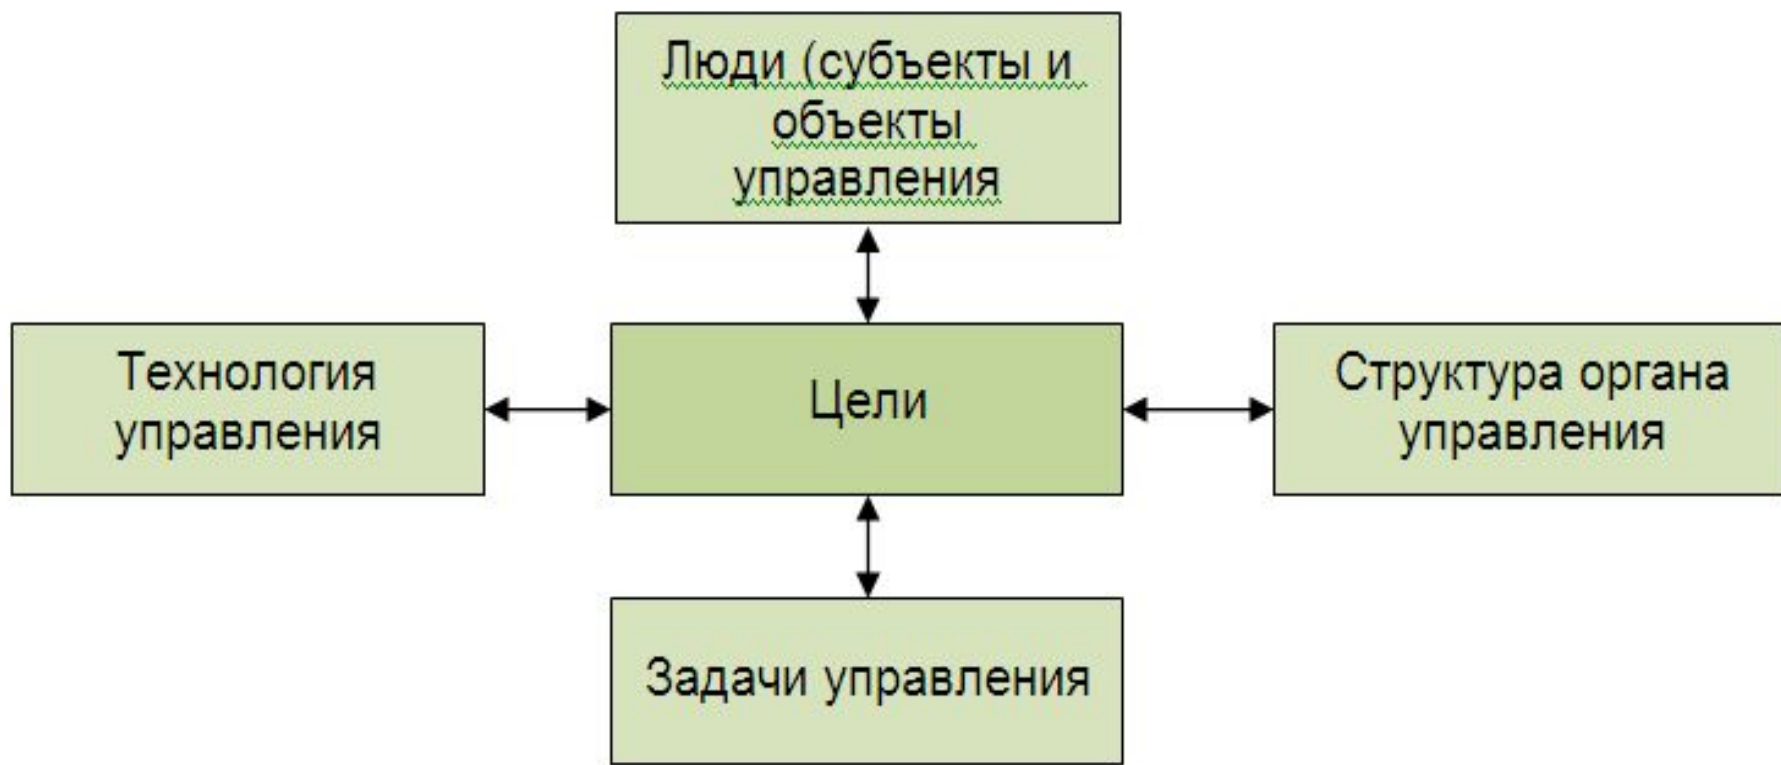 Люди (субъекты и
объекты
управления
Технология
управления
Цели
Структура органа
управления
Задачи управления